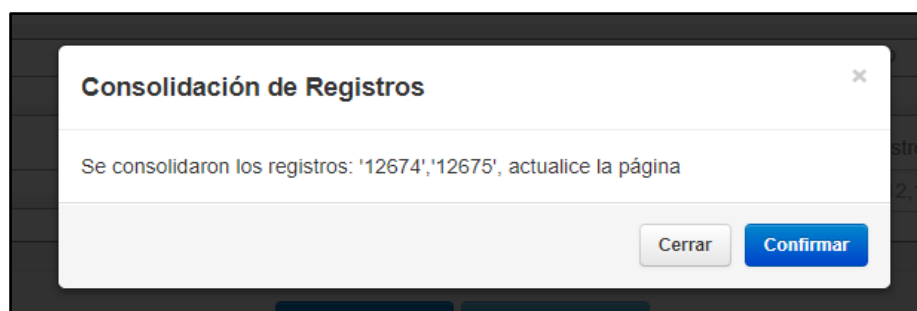 Consolidación de Registros
×
Se consolidaron los registros: '12674','12675', actualice la página
Cerrar
Confirmar